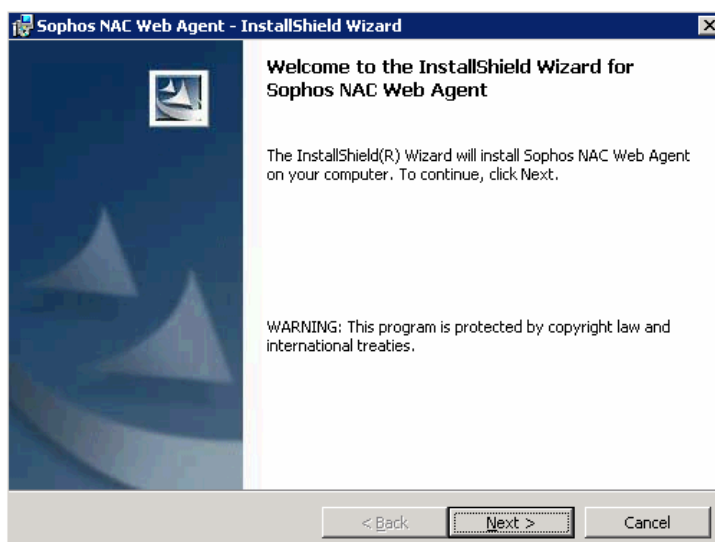 Sophos NAC Web Agent - InstallShield Wizard
Welcome to the InstallShield Wizard for
Sophos NAC Web Agent
The InstallShield(R) Wizard will install Sophos NAC Web Agent
on your computer. To continue, click Next.
WARNING: This program is protected by copyright law and
international treaties.
< Back
Next >
Cancel